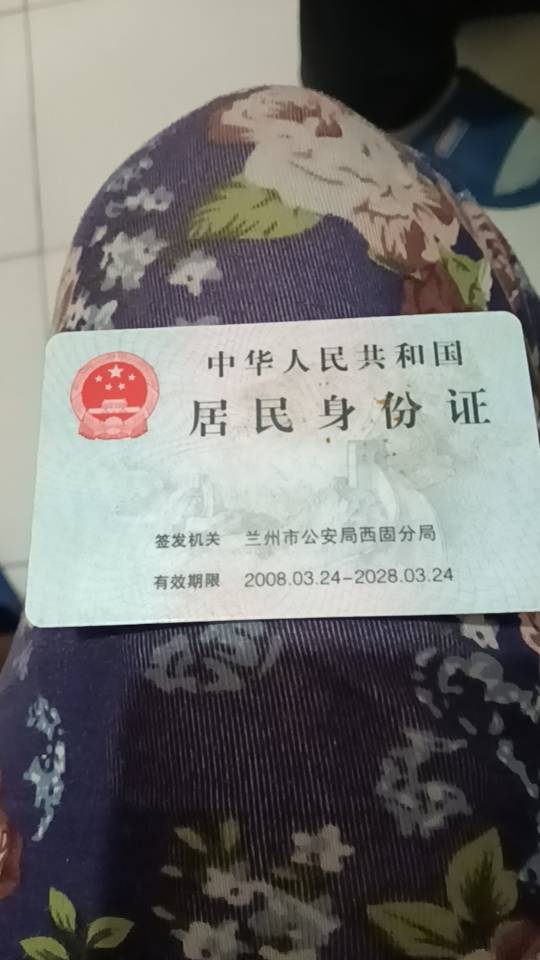 中华人民共和国
居民身份证
签发机关 兰州市公安局西固分局
有效期限 2008.03.24-2028.03.24